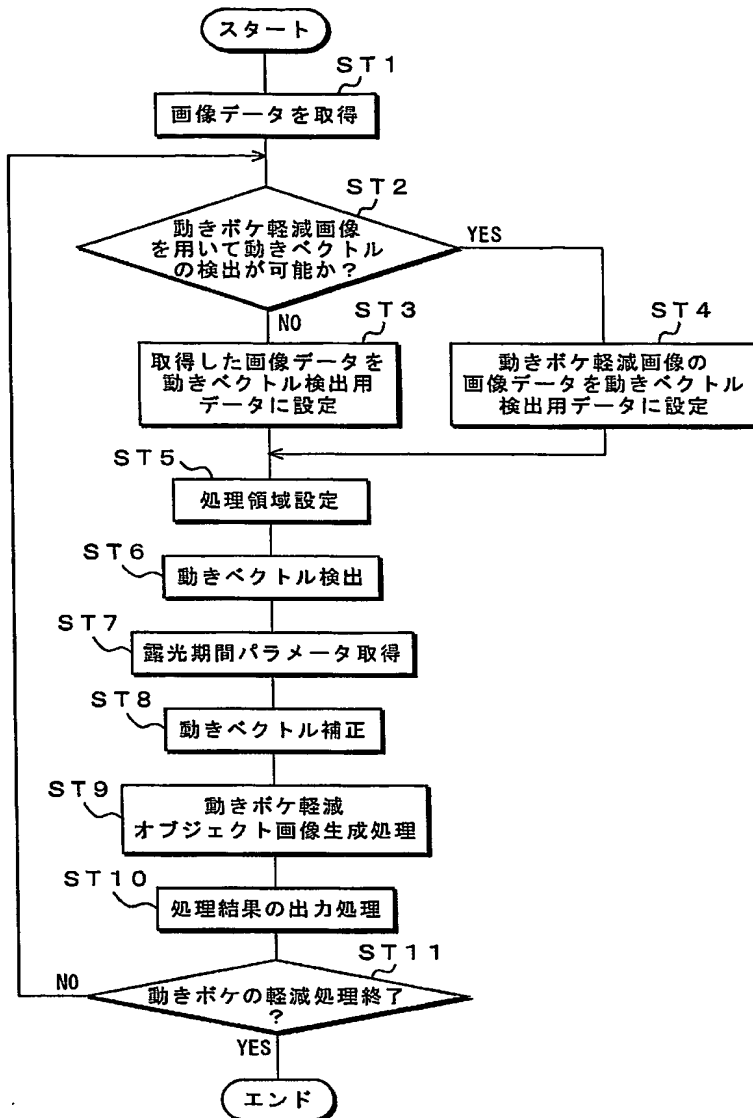 スタート
ST1
画像データを取得
ST2
動きボケ軽減画像
を用いて動きベクトル
の検出が可能か?
YES
NO
ST3
取得した画像データを
動きベクトル検出用
データに設定
ST4
動きボケ軽減画像の
画像データを動きベクトル
検出用データに設定
ST5
処理領域設定
ST6
動きベクトル検出
ST7
露光期間パラメータ取得
ST8
動きベクトル補正
ST9
動きボケ軽減
オブジェクト画像生成処理
ST10
処理結果の出力処理
ST11
NO
動きボケの軽減処理終了
?
YES
エンド